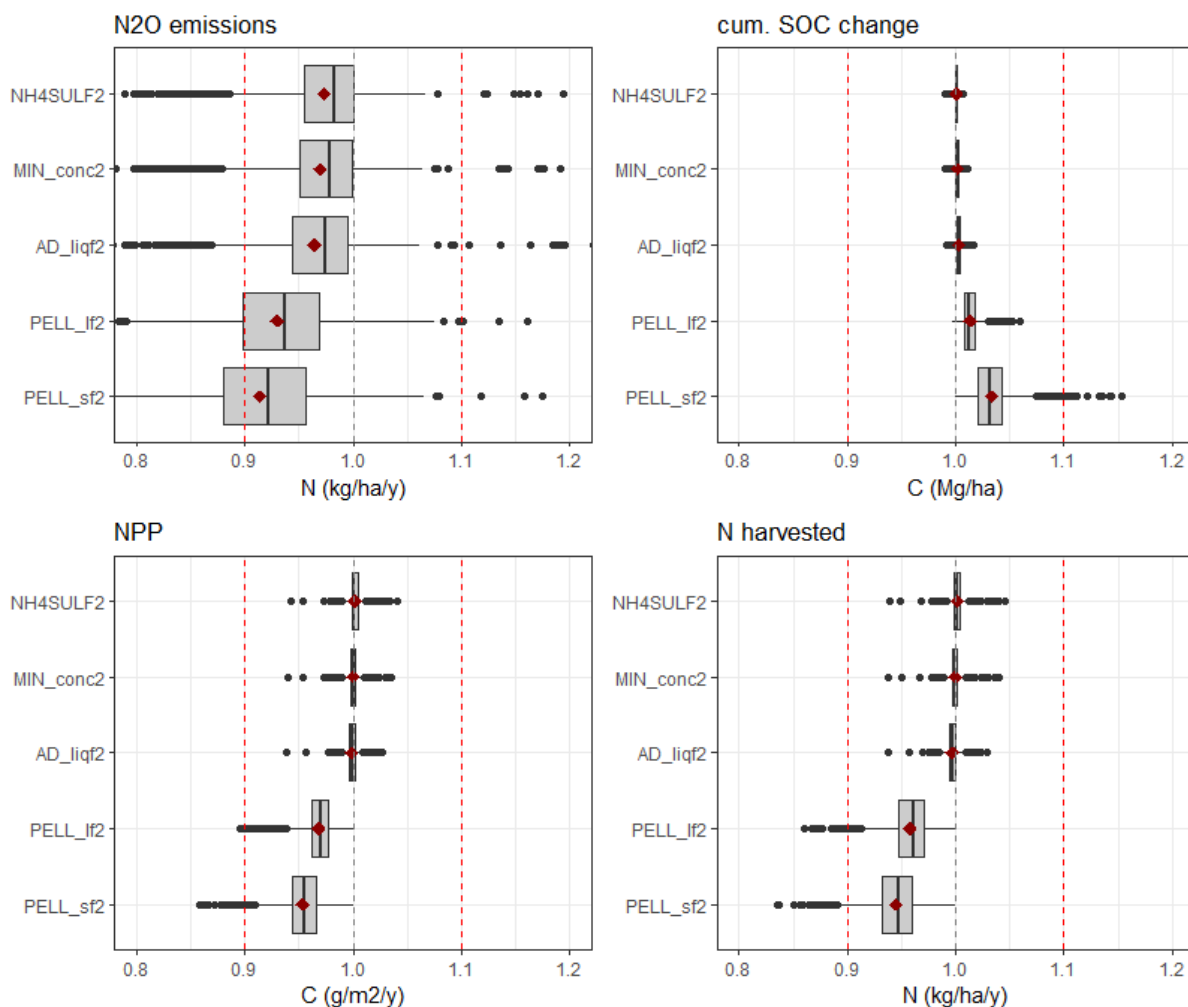 N2O emissions
NH4SULF2
MIN_conc2
AD_liqf2
PELL_lf2
PELL_sf2
0.8 0.9 1.0 1.1 1.2
N (kg/ha/y)
cum. SOC change
NH4SULF2
MIN_conc2
AD_liqf2
PELL_lf2
PELL_sf2
0.8 0.9 1.0 1.1 1.2
C (Mg/ha)
NPP
NH4SULF2
MIN_conc2
AD_liqf2
PELL_lf2
PELL_sf2
0.8 0.9 1.0 1.1 1.2
C (g/m2/y)
N harvested
NH4SULF2
MIN_conc2
AD_liqf2
PELL_lf2
PELL_sf2
0.8 0.9 1.0 1.1 1.2
N (kg/ha/y)